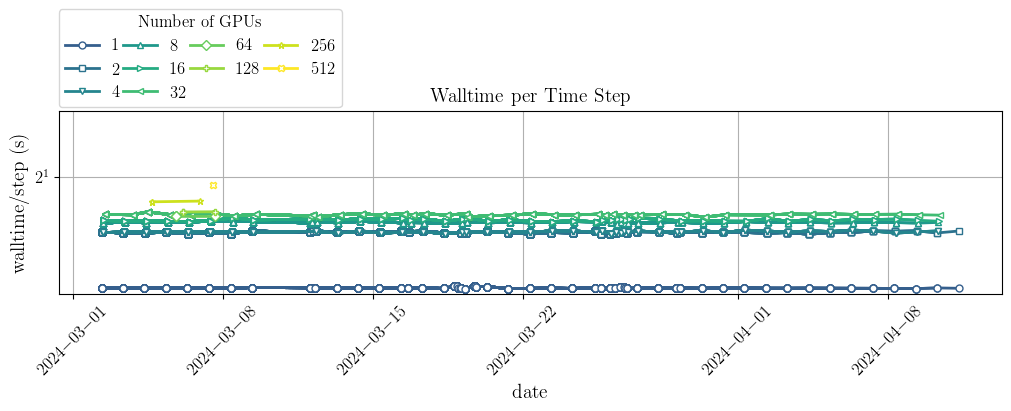 Number of GPUs
1 8 64 256
2 16 128 512
4 32
Walltime per Time Step
walltime/step (s)
2^1
2024−03−01 2024−03−08 2024−03−15 2024−03−22 2024−04−01 2024−04−08
date